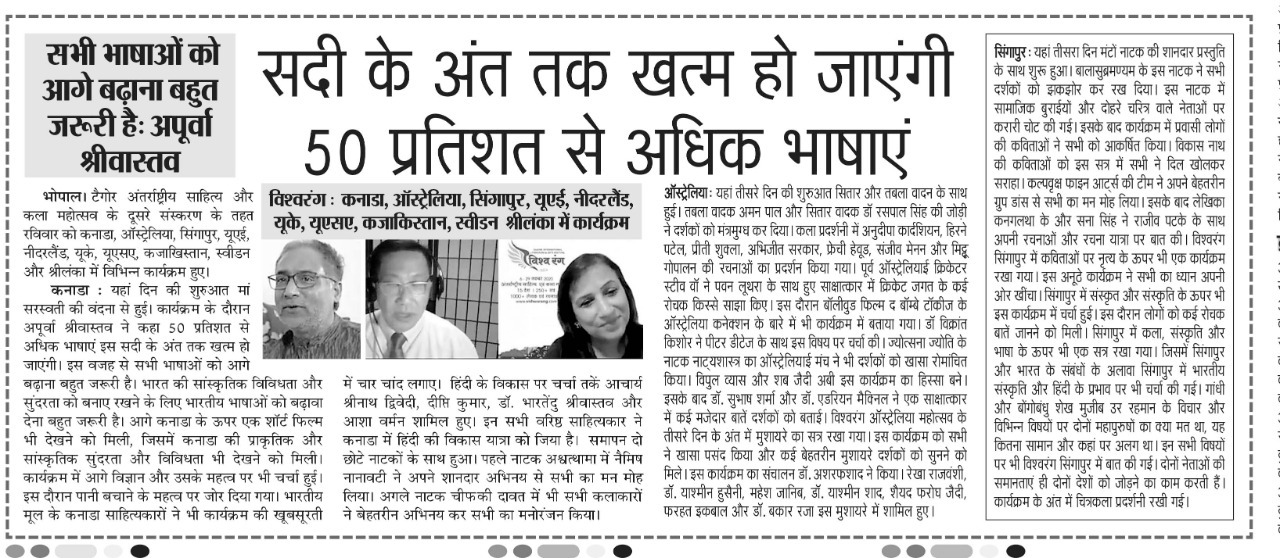 सभी भाषाओं को
आगे बढ़ाना बहुत
जरूरी हैः अपूर्वा
श्रीवास्तव
सदी के अंत तक खत्म हो जाएंगी
50 प्रतिशत से अधिक भाषाएं
भोपाल। टैगोर अंतर्राष्ट्रीय साहित्य और
कला महोत्सव के दूसरे संस्करण के तहत
रविवार को कनाडा, ऑस्ट्रेलिया, सिंगापुर, यूएई,
नीदरलैंड, यूके, यूएसए, कजाखिस्तान, स्वीडन
और श्रीलंका में विभिन्न कार्यक्रम हुए।
कनाडा : यहां दिन की शुरुआत मां
सरस्वती की वंदना से हुई। कार्यक्रम के दौरान
अपूर्वा श्रीवास्तव ने कहा 50 प्रतिशत से
अधिक भाषाएं इस सदी के अंत तक खत्म हो
जाएंगी। इस वजह से सभी भाषाओं को आगे
बढ़ाना बहुत जरूरी है। भारत की सांस्कृतिक विविधता और
सुंदरता को बनाए रखने के लिए भारतीय भाषाओं को बढ़ावा
देना बहुत जरूरी है। आगे कनाडा के ऊपर एक शॉर्ट फिल्म
भी देखने को मिली, जिसमें कनाडा की प्राकृतिक और
सांस्कृतिक सुंदरता और विविधता भी देखने को मिली।
कार्यक्रम में आगे विज्ञान और उसके महत्व पर भी चर्चा हुई।
इस दौरान पानी बचाने के महत्व पर जोर दिया गया। भारतीय
मूल के कनाडा साहित्यकारों ने भी कार्यक्रम की खूबसूरती
विश्वरंग : कनाडा, ऑस्ट्रेलिया, सिंगापुर, यूएई, नीदरलैंड,
यूके, यूएसए, कजाकिस्तान, स्वीडन श्रीलंका में कार्यक्रम
विश्व रंग
में चार चांद लगाए। हिंदी के विकास पर चर्चा तकें आचार्य
श्रीनाथ द्विवेदी, दीप्ति कुमार, डॉ. भारतेंदु श्रीवास्तव और
आशा वर्मन शामिल हुए। इन सभी वरिष्ठ साहित्यकार ने
कनाडा में हिंदी की विकास यात्रा को जिया है। समापन दो
छोटे नाटकों के साथ हुआ। पहले नाटक अश्वत्थामा में नैमिष
नानावटी ने अपने शानदार अभिनय से सभी का मन मोह
लिया। अगले नाटक चीफकी दावत में भी सभी कलाकारों
ने बेहतरीन अभिनय कर सभी का मनोरंजन किया।
ऑस्ट्रेलिया: यहां तीसरे दिन की शुरुआत सितार और तबला वादन के साथ
हुई। तबला वादक अमन पाल और सितार वादक डॉ रसपाल सिंह की जोड़ी
ने दर्शकों को मंत्रमुग्ध कर दिया। कला प्रदर्शनी में अनुदीपा कार्दशियन, हिरने
पटेल, प्रीती शुक्ला, अभिजीत सरकार, फ्रेची हेवूड, संजीव मेनन और मिट्ठू
गोपालन की रचनाओं का प्रदर्शन किया गया। पूर्व ऑस्ट्रेलियाई क्रिकेटर
स्टीव वॉ ने पवन लूथरा के साथ हुए साक्षात्कार में क्रिकेट जगत के कई
रोचक किस्से साझा किए। इस दौरान बॉलीवुड फिल्म द बॉम्बे टॉकीज के
ऑस्ट्रेलिया कनेक्शन के बारे में भी कार्यक्रम में बताया गया। डॉ विक्रांत
किशोर ने पीटर डीटेज के साथ इस विषय पर चर्चा की। ज्योत्सना ज्योति के
नाटक नाट्यशास्त्र का ऑस्ट्रेलियाई मंच ने भी दर्शकों को खासा रोमांचित
किया। विपुल व्यास और शब जैदी अबी इस कार्यक्रम का हिस्सा बने।
इसके बाद डॉ. सुभाष शर्मा और डॉ. एडरियन मैक्निल ने एक साक्षात्कार
में कई मजेदार बातें दर्शकों को बताई। विश्वरंग ऑस्ट्रेलिया महोत्सव के
तीसरे दिन के अंत में मुशायरे का सत्र रखा गया। इस कार्यक्रम को सभी
ने खासा पसंद किया और कई बेहतरीन मुशायरे दर्शकों को सुनने को
मिले। इस कार्यक्रम का संचालन डॉ. अशरफशाद ने किया। रेखा राजवंशी,
डॉ. याश्मीन हुसैनी, महेश जानिब, डॉ. याश्मीन शाद, शैयद फरोघ जैदी,
फरहत इकबाल और डॉ. बकार रजा इस मुशायरे में शामिल हुए।
सिंगापुर : यहां तीसरा दिन मंटों नाटक की शानदार प्रस्तुति
के साथ शुरू हुआ। बालासुब्रमण्यम के इस नाटक ने सभी
दर्शकों को झकझोर कर रख दिया। इस नाटक में
सामाजिक बुराईयों और दोहरे चरित्र वाले नेताओं पर
करारी चोट की गई। इसके बाद कार्यक्रम में प्रवासी लोगों
की कविताओं ने सभी को आकर्षित किया। विकास नाथ
की कविताओं को इस सत्र में सभी ने दिल खोलकर
सराहा। कल्पवृक्ष फाइन आर्ट्स की टीम ने अपने बेहतरीन
ग्रुप डांस से सभी का मन मोह लिया। इसके बाद लेखिका
कनगलथा के और सना सिंह ने राजीव पटके के साथ
अपनी रचनाओं और रचना यात्रा पर बात की। विश्वरंग
सिंगापुर में कविताओं पर नृत्य के ऊपर भी एक कार्यक्रम
रखा गया। इस अनूठे कार्यक्रम ने सभी का ध्यान अपनी
ओर खींचा। सिंगापुर में संस्कृत और संस्कृति के ऊपर भी
इस कार्यक्रम में चर्चा हुई। इस दौरान लोगों को कई रोचक
बातें जानने को मिली। सिंगापुर में कला, संस्कृति और
भाषा के ऊपर भी एक सत्र रखा गया। जिसमें सिंगापुर
और भारत के संबंधों के अलावा सिंगापुर में भारतीय
संस्कृति और हिंदी के प्रभाव पर भी चर्चा की गई। गांधी
और बोंगोबंधु शेख मुजीब उर रहमान के विचार और
विभिन्न विषयों पर दोनों महापुरुषों का क्या मत था, यह
कितना सामान और कहां पर अलग था। इन सभी विषयों
पर भी विश्वरंग सिंगापुर में बात की गई। दोनों नेताओं की
समानताएं ही दोनों देशों को जोड़ने का काम करती हैं।
कार्यक्रम के अंत में चित्रकला प्रदर्शनी रखी गई।